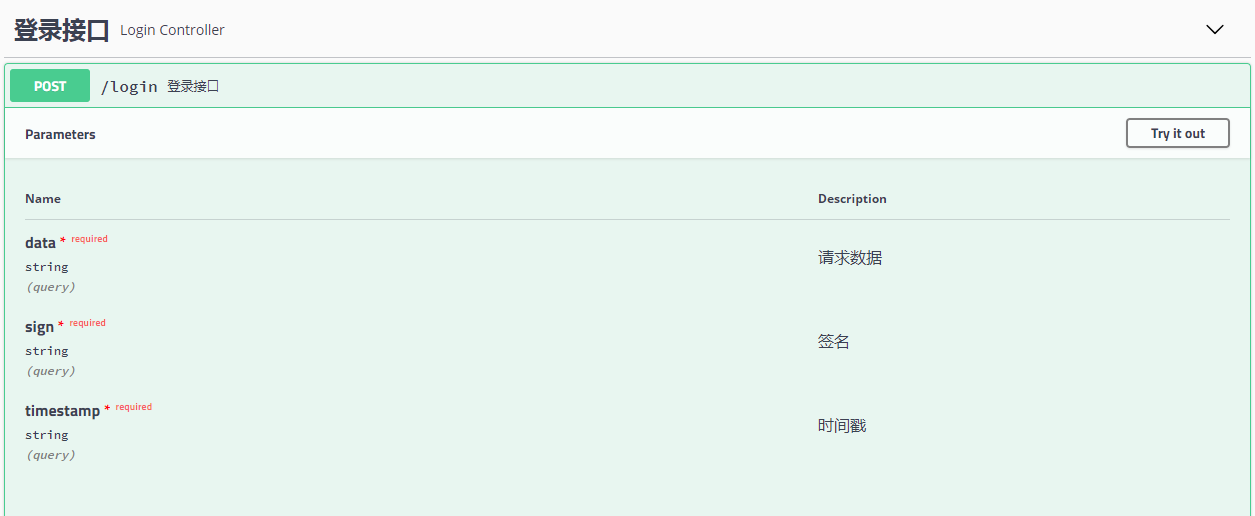 登录接口 Login Controller
POST /login 登录接口
Parameters Try it out
Name Description
data * required
string 请求数据
(query)
sign * required
string 签名
(query)
timestamp * required
string 时间戳
(query)